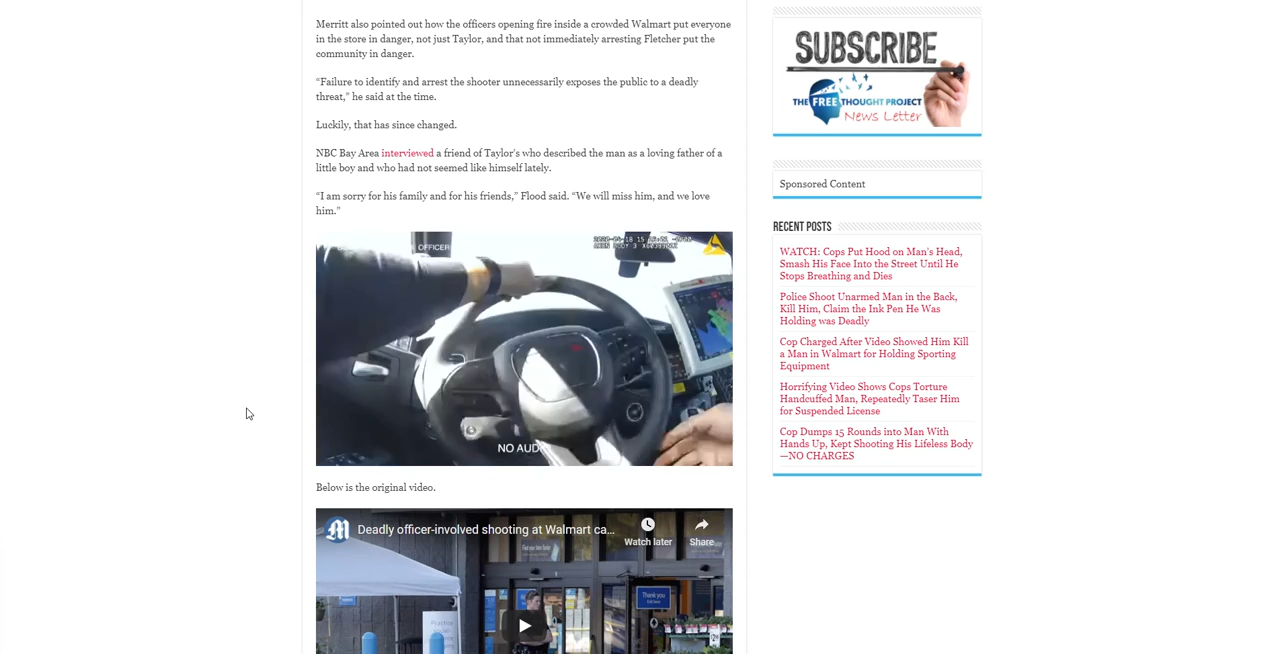 Merritt also pointed out how the officers opening fire inside a crowded Walmart put everyone
in the store in danger, not just Taylor, and that not immediately arresting Fletcher put the
community in danger.
“Failure to identify and arrest the shooter unnecessarily exposes the public to a deadly
threat,” he said at the time.
Luckily, that has since changed.
NBC Bay Area interviewed a friend of Taylor’s who described the man as a loving father of a
little boy and who had not seemed like himself lately.
“I am sorry for his family and for his friends,” Flood said. “We will miss him, and we love
him.”
OFFICER
NO AUD
Below is the original video.
Deadly officer-involved shooting at Walmart ca...
Watch later
Share
Thank you
SUBSCRIBE
THE FREE THOUGHT PROJECT
News Letter
Sponsored Content
RECENT POSTS
WATCH: Cops Put Hood on Man’s Head,
Smash His Face Into the Street Until He
Stops Breathing and Dies
Police Shoot Unarmed Man in the Back,
Kill Him, Claim the Ink Pen He Was
Holding was Deadly
Cop Charged After Video Showed Him Kill
a Man in Walmart for Holding Sporting
Equipment
Horrifying Video Shows Cops Torture
Handcuffed Man, Repeatedly Taser Him
for Suspended License
Cop Dumps 15 Rounds into Man With
Hands Up, Kept Shooting His Lifeless Body
—NO CHARGES